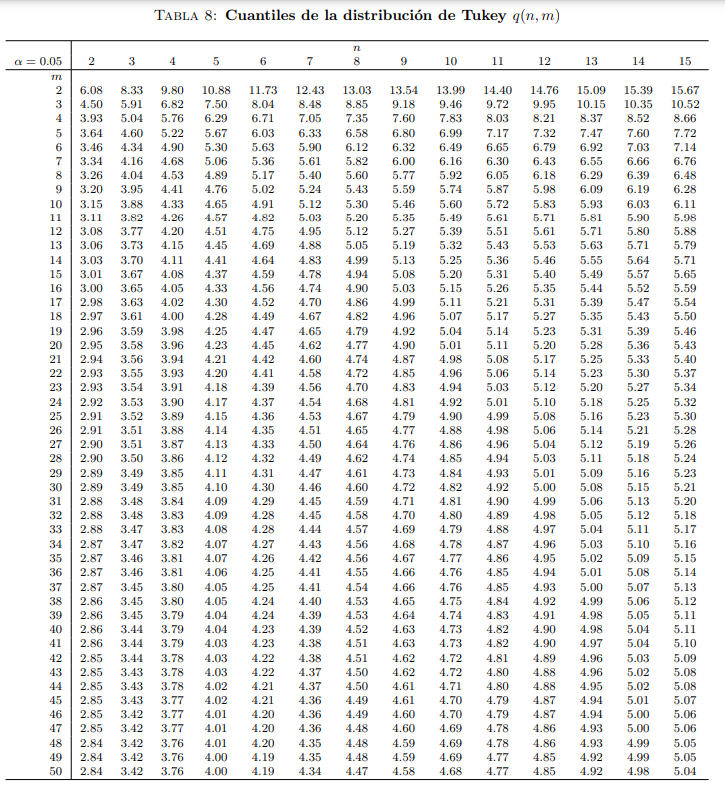 TABLA 8: Cuantiles de la distribución de Tukey q(n, m)
n
α = 0.05 2 3 4 5 6 7 8 9 10 11 12 13 14 15
m
2 6.08 8.33 9.80 10.88 11.73 12.43 13.03 13.54 13.99 14.40 14.76 15.09 15.39 15.67
3 4.50 5.91 6.82 7.50 8.04 8.48 8.85 9.18 9.46 9.72 9.95 10.15 10.35 10.52
4 3.93 5.04 5.76 6.29 6.71 7.05 7.35 7.60 7.83 8.03 8.21 8.37 8.52 8.66
5 3.64 4.60 5.22 5.67 6.03 6.33 6.58 6.80 6.99 7.17 7.32 7.47 7.60 7.72
6 3.46 4.34 4.90 5.30 5.63 5.90 6.12 6.32 6.49 6.65 6.79 6.92 7.03 7.14
7 3.34 4.16 4.68 5.06 5.36 5.61 5.82 6.00 6.16 6.30 6.43 6.55 6.66 6.76
8 3.26 4.04 4.53 4.89 5.17 5.40 5.60 5.77 5.92 6.05 6.18 6.29 6.39 6.48
9 3.20 3.95 4.41 4.76 5.02 5.24 5.43 5.59 5.74 5.87 5.98 6.09 6.19 6.28
10 3.15 3.88 4.33 4.65 4.91 5.12 5.30 5.46 5.60 5.72 5.83 5.93 6.03 6.11
11 3.11 3.82 4.26 4.57 4.82 5.03 5.20 5.35 5.49 5.61 5.71 5.81 5.90 5.98
12 3.08 3.77 4.20 4.51 4.75 4.95 5.12 5.27 5.39 5.51 5.61 5.71 5.80 5.88
13 3.06 3.73 4.15 4.45 4.69 4.88 5.05 5.19 5.32 5.43 5.53 5.63 5.71 5.79
14 3.03 3.70 4.11 4.41 4.64 4.83 4.99 5.13 5.25 5.36 5.46 5.55 5.64 5.71
15 3.01 3.67 4.08 4.37 4.59 4.78 4.94 5.08 5.20 5.31 5.40 5.49 5.57 5.65
16 3.00 3.65 4.05 4.33 4.56 4.74 4.90 5.03 5.15 5.26 5.35 5.44 5.52 5.59
17 2.98 3.63 4.02 4.30 4.52 4.70 4.86 4.99 5.11 5.21 5.31 5.39 5.47 5.54
18 2.97 3.61 4.00 4.28 4.49 4.67 4.82 4.96 5.07 5.17 5.27 5.35 5.43 5.50
19 2.96 3.59 3.98 4.25 4.47 4.65 4.79 4.92 5.04 5.14 5.23 5.31 5.39 5.46
20 2.95 3.58 3.96 4.23 4.45 4.62 4.77 4.90 5.01 5.11 5.20 5.28 5.36 5.43
21 2.94 3.56 3.94 4.21 4.42 4.60 4.74 4.87 4.98 5.08 5.17 5.25 5.33 5.40
22 2.93 3.55 3.93 4.20 4.41 4.58 4.72 4.85 4.96 5.06 5.14 5.23 5.30 5.37
23 2.93 3.54 3.91 4.18 4.39 4.56 4.70 4.83 4.94 5.03 5.12 5.20 5.27 5.34
24 2.92 3.53 3.90 4.17 4.37 4.54 4.68 4.81 4.92 5.01 5.10 5.18 5.25 5.32
25 2.91 3.52 3.89 4.15 4.36 4.53 4.67 4.79 4.90 4.99 5.08 5.16 5.23 5.30
26 2.91 3.51 3.88 4.14 4.35 4.51 4.65 4.77 4.88 4.98 5.06 5.14 5.21 5.28
27 2.90 3.51 3.87 4.13 4.33 4.50 4.64 4.76 4.86 4.96 5.04 5.12 5.19 5.26
28 2.90 3.50 3.86 4.12 4.32 4.49 4.62 4.74 4.85 4.94 5.03 5.11 5.18 5.24
29 2.89 3.49 3.85 4.11 4.31 4.47 4.61 4.73 4.84 4.93 5.01 5.09 5.16 5.23
30 2.89 3.49 3.85 4.10 4.30 4.46 4.60 4.72 4.82 4.92 5.00 5.08 5.15 5.21
31 2.88 3.48 3.84 4.09 4.29 4.45 4.59 4.71 4.81 4.90 4.99 5.06 5.13 5.20
32 2.88 3.48 3.83 4.09 4.28 4.45 4.58 4.70 4.80 4.89 4.98 5.05 5.12 5.18
33 2.88 3.47 3.83 4.08 4.28 4.44 4.57 4.69 4.79 4.88 4.97 5.04 5.11 5.17
34 2.87 3.47 3.82 4.07 4.27 4.43 4.56 4.68 4.78 4.87 4.96 5.03 5.10 5.16
35 2.87 3.46 3.81 4.07 4.26 4.42 4.56 4.67 4.77 4.86 4.95 5.02 5.09 5.15
36 2.87 3.46 3.81 4.06 4.25 4.41 4.55 4.66 4.76 4.85 4.94 5.01 5.08 5.14
37 2.87 3.45 3.80 4.05 4.25 4.41 4.54 4.66 4.76 4.85 4.93 5.00 5.07 5.13
38 2.86 3.45 3.80 4.05 4.24 4.40 4.53 4.65 4.75 4.84 4.92 4.99 5.06 5.12
39 2.86 3.45 3.79 4.04 4.24 4.39 4.53 4.64 4.74 4.83 4.91 4.98 5.05 5.11
40 2.86 3.44 3.79 4.04 4.23 4.39 4.52 4.63 4.73 4.82 4.90 4.98 5.04 5.11
41 2.86 3.44 3.79 4.03 4.23 4.38 4.51 4.63 4.73 4.82 4.90 4.97 5.04 5.10
42 2.85 3.44 3.78 4.03 4.22 4.38 4.51 4.62 4.72 4.81 4.89 4.96 5.03 5.09
43 2.85 3.43 3.78 4.03 4.22 4.37 4.50 4.62 4.72 4.80 4.88 4.96 5.02 5.08
44 2.85 3.43 3.78 4.02 4.21 4.37 4.50 4.61 4.71 4.80 4.88 4.95 5.02 5.08
45 2.85 3.43 3.77 4.02 4.21 4.36 4.49 4.61 4.70 4.79 4.87 4.94 5.01 5.07
46 2.85 3.42 3.77 4.01 4.20 4.36 4.49 4.60 4.70 4.79 4.87 4.94 5.00 5.06
47 2.85 3.42 3.77 4.01 4.20 4.36 4.48 4.60 4.69 4.78 4.86 4.93 5.00 5.06
48 2.84 3.42 3.76 4.01 4.20 4.35 4.48 4.59 4.69 4.78 4.86 4.93 4.99 5.05
49 2.84 3.42 3.76 4.00 4.19 4.35 4.48 4.59 4.69 4.77 4.85 4.92 4.99 5.05
50 2.84 3.42 3.76 4.00 4.19 4.34 4.47 4.58 4.68 4.77 4.85 4.92 4.98 5.04